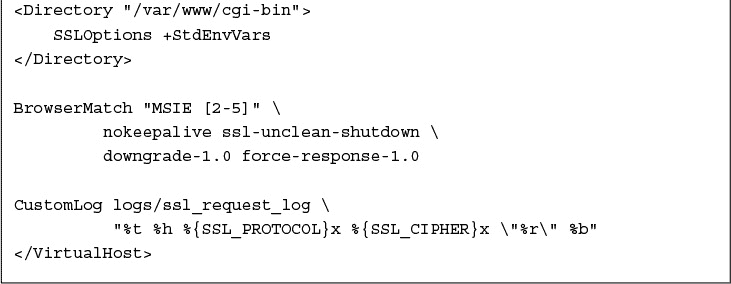 <Directory "/var/www/cgi-bin">
    SSLOptions +StdEnvVars
</Directory>

BrowserMatch "MSIE [2-5]" \
         nokeepalive ssl-unclean-shutdown \
         downgrade-1.0 force-response-1.0

CustomLog logs/ssl_request_log \
          "%t %h %{SSL_PROTOCOL}x %{SSL_CIPHER}x \"%r\" %b"
</VirtualHost>